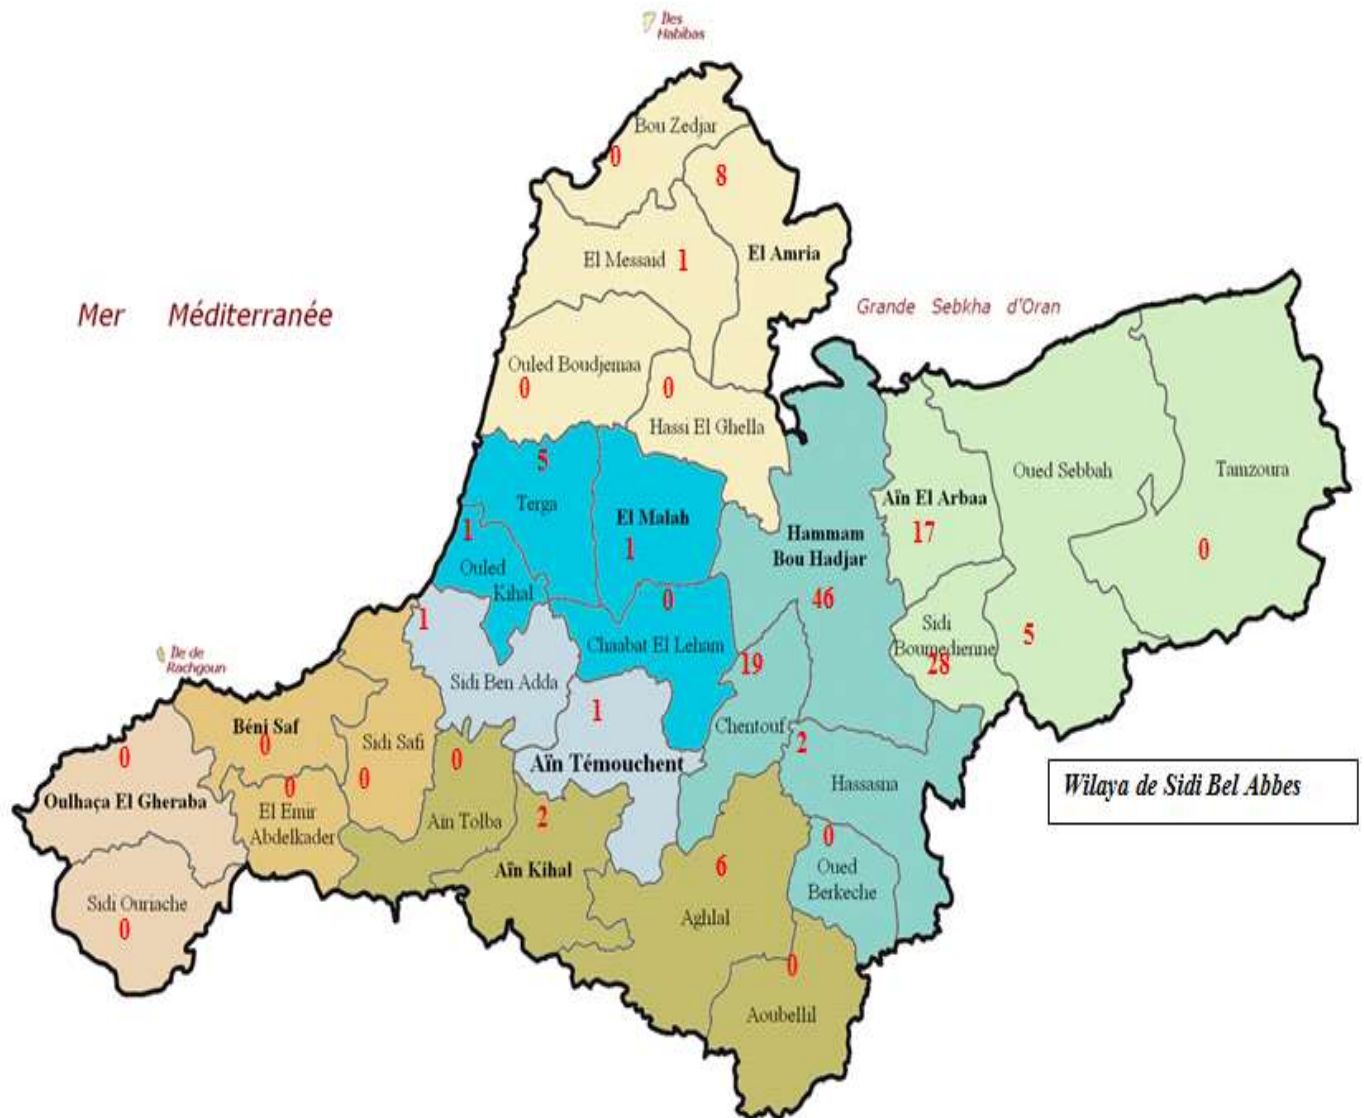 Îles
Habibas
Bou Zedjar
0
8
El Messaid 1
El Amria
Mer Méditerranée
Grande Sebkha d'Oran
Ouled Boudjemaa
0
0
Hassi El Ghella
5
Terga
El Malah
1
1
Ouled
Kihal
0
Chaabat El Leham
Hammam
Bou Hadjar
46
Aïn El Arbaa
17
Oued Sebbah
5
Tamzoura
0
Sidi
Boumedienne
28
19
Chentouf
1
Sidi Ben Adda
1
Aïn Témouchent
Île de
Rachgoun
Béni Saf
0
Sidi Safi
0
0
Oulhaça El Gheraba
0
El Emir
Abdelkader
0
Ain Tolba
2
Aïn Kihal
2
Hassasna
0
Oued
Berkeche
6
Aghlal
Sidi Ouriache
0
0
Aoubellil
Wilaya de Sidi Bel Abbes